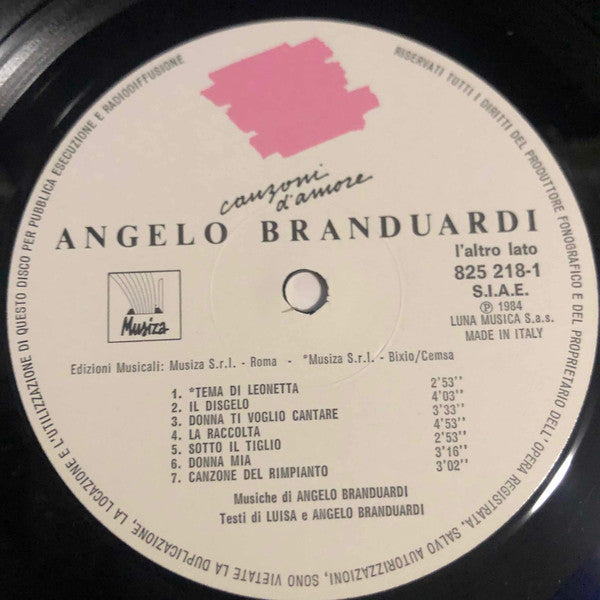 RISERVATI TUTTI I DIRITTI DEL PRODUTTORE FONOGRAFICO E DEL PROPRIETARIO DELL'OPERA REGISTRATA. SALVO AUTORIZZAZIONI, SONO VIETATE LA DUPLICAZIONE, LA LOCAZIONE E L'UTILIZZAZIONE DI QUESTO DISCO PER PUBBLICA ESECUZIONE E RADIODIFFUSIONE
canzoni
d'amore
ANGELO BRANDUARDI
l'altro lato
825 218-1
S.I.A.E.
℗ 1984
LUNA MUSICA S.a.s.
MADE IN ITALY
Musiza
Edizioni Musicali: Musiza S.r.l. - Roma - *Musiza S.r.l. - Bixio/Cemsa
1. *TEMA DI LEONETTA 2'53''
2. IL DISGELO 4'03''
3. DONNA TI VOGLIO CANTARE 3'33''
4. LA RACCOLTA 4'53''
5. SOTTO IL TIGLIO 2'53''
6. DONNA MIA 3'16''
7. CANZONE DEL RIMPIANTO 3'02''
Musiche di ANGELO BRANDUARDI
Testi di LUISA e ANGELO BRANDUARDI